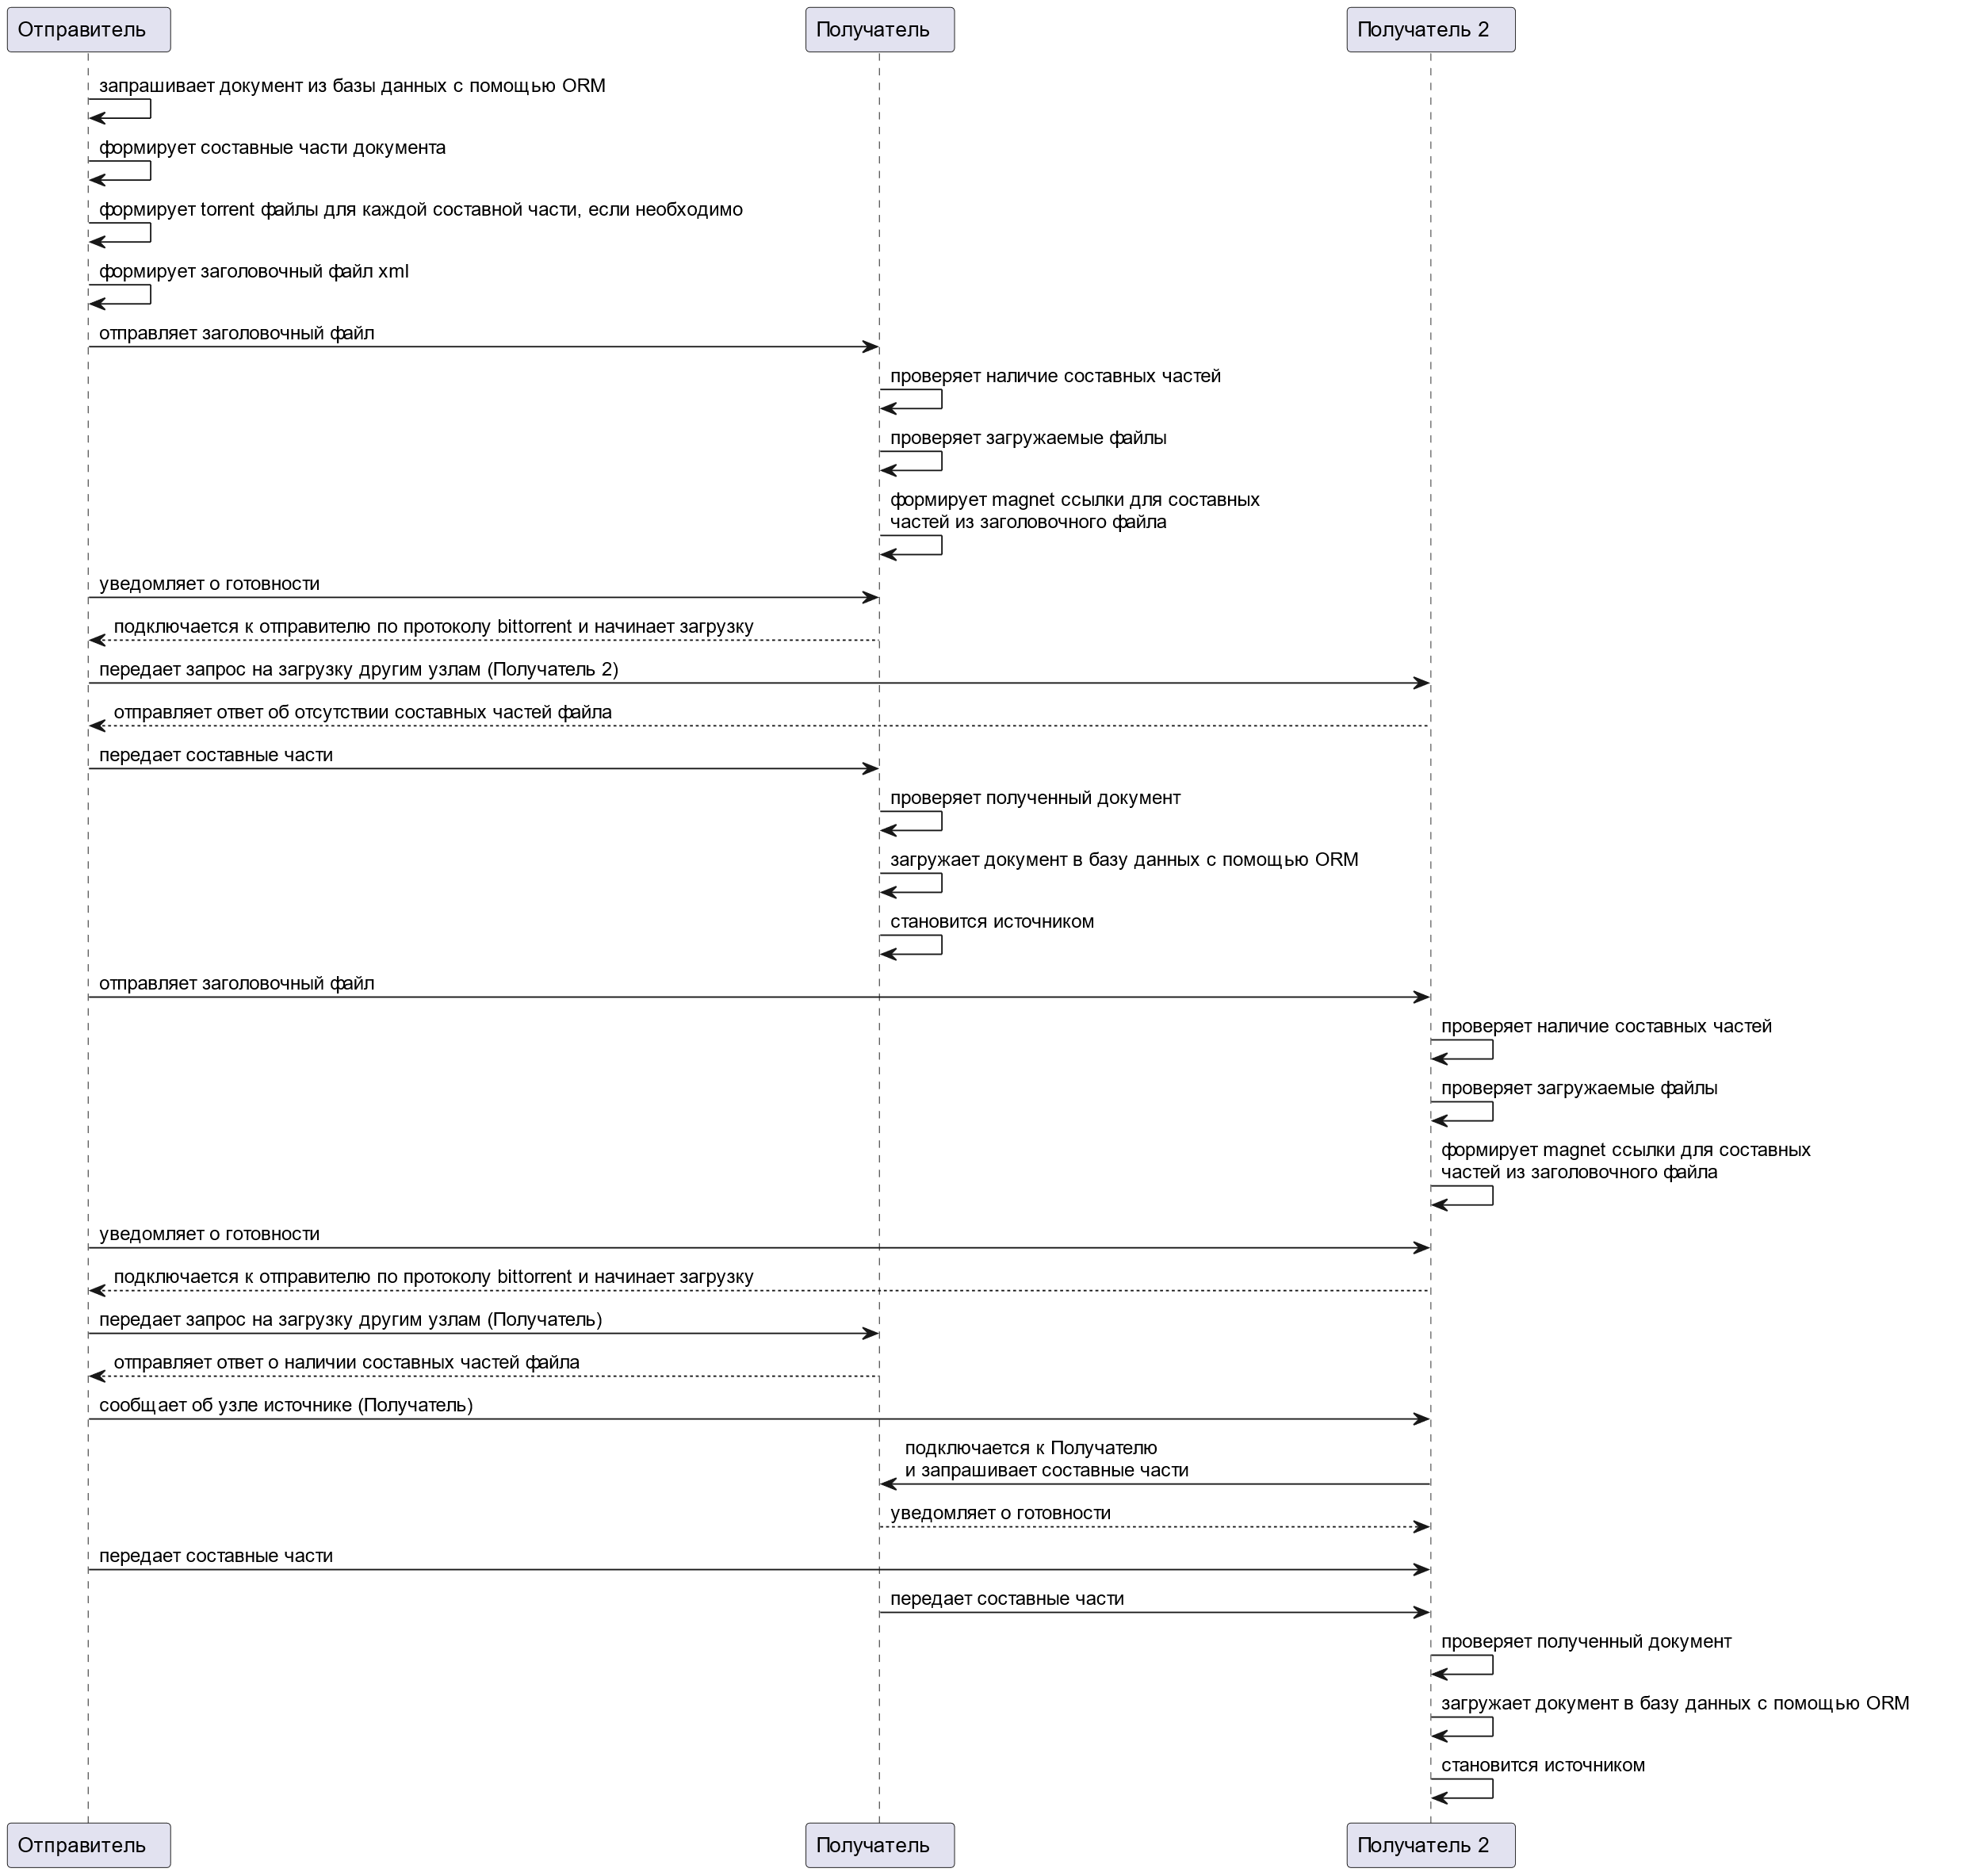 Отправитель
Получатель
Получатель 2
запрашивает документ из базы данных с помощью ORM
формирует составные части документа
формирует torrent файлы для каждой составной части, если необходимо
формирует заголовочный файл xml
отправляет заголовочный файл
проверяет наличие составных частей
проверяет загружаемые файлы
формирует magnet ссылки для составных
частей из заголовочного файла
уведомляет о готовности
подключается к отправителю по протоколу bittorrent и начинает загрузку
передает запрос на загрузку другим узлам (Получатель 2)
отправляет ответ об отсутствии составных частей файла
передает составные части
проверяет полученный документ
загружает документ в базу данных с помощью ORM
становится источником
отправляет заголовочный файл
проверяет наличие составных частей
проверяет загружаемые файлы
формирует magnet ссылки для составных
частей из заголовочного файла
уведомляет о готовности
подключается к отправителю по протоколу bittorrent и начинает загрузку
передает запрос на загрузку другим узлам (Получатель)
отправляет ответ о наличии составных частей файла
сообщает об узле источнике (Получатель)
подключается к Получателю
и запрашивает составные части
уведомляет о готовности
передает составные части
передает составные части
проверяет полученный документ
загружает документ в базу данных с помощью ORM
становится источником
Отправитель
Получатель
Получатель 2